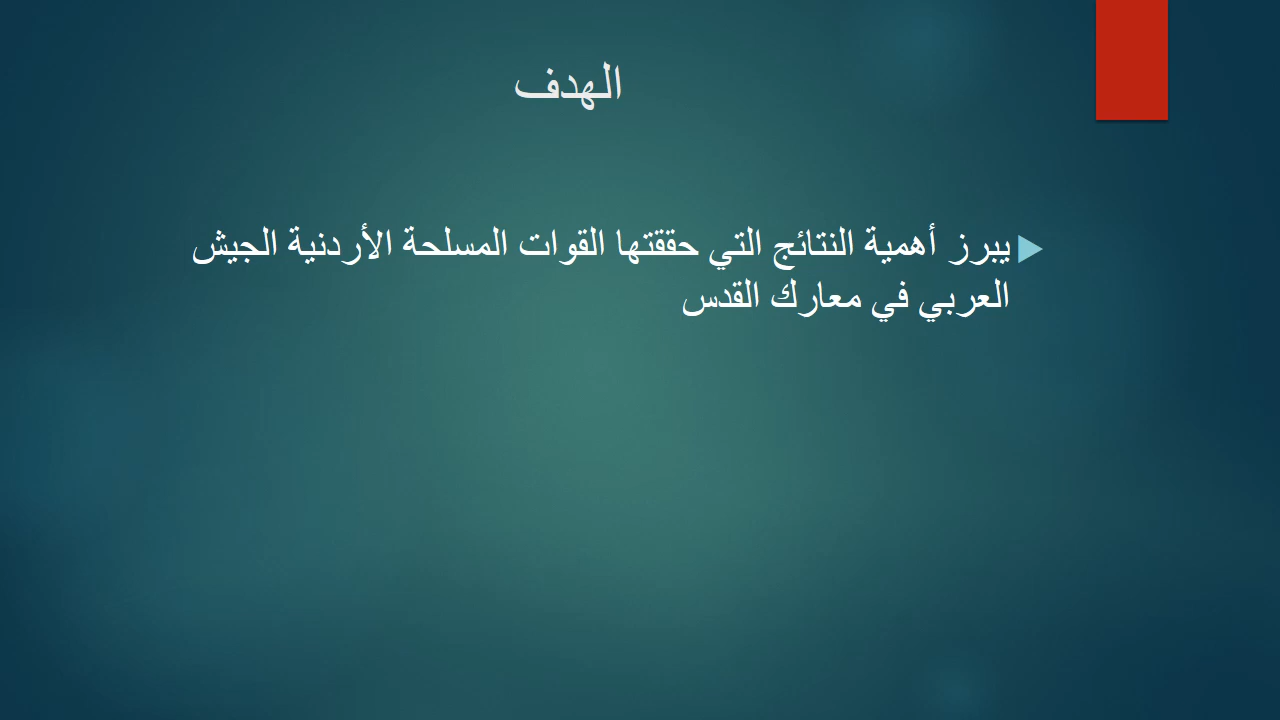 الهدف
يبرز أهمية النتائج التي حققتها القوات المسلحة الأردنية الجيش
العربي في معارك القدس